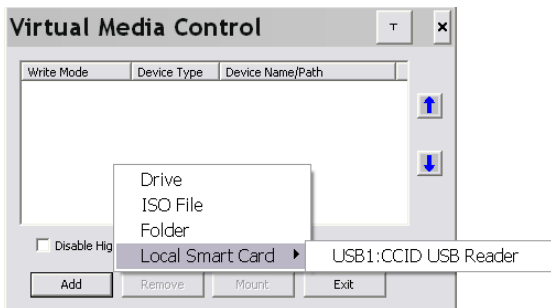 Virtual Media Control
T
×
Write Mode Device Type Device Name/Path
Drive
ISO File
Folder
Disable Hig
Local Smart Card
USB1:CCID USB Reader
Add Remove Mount Exit